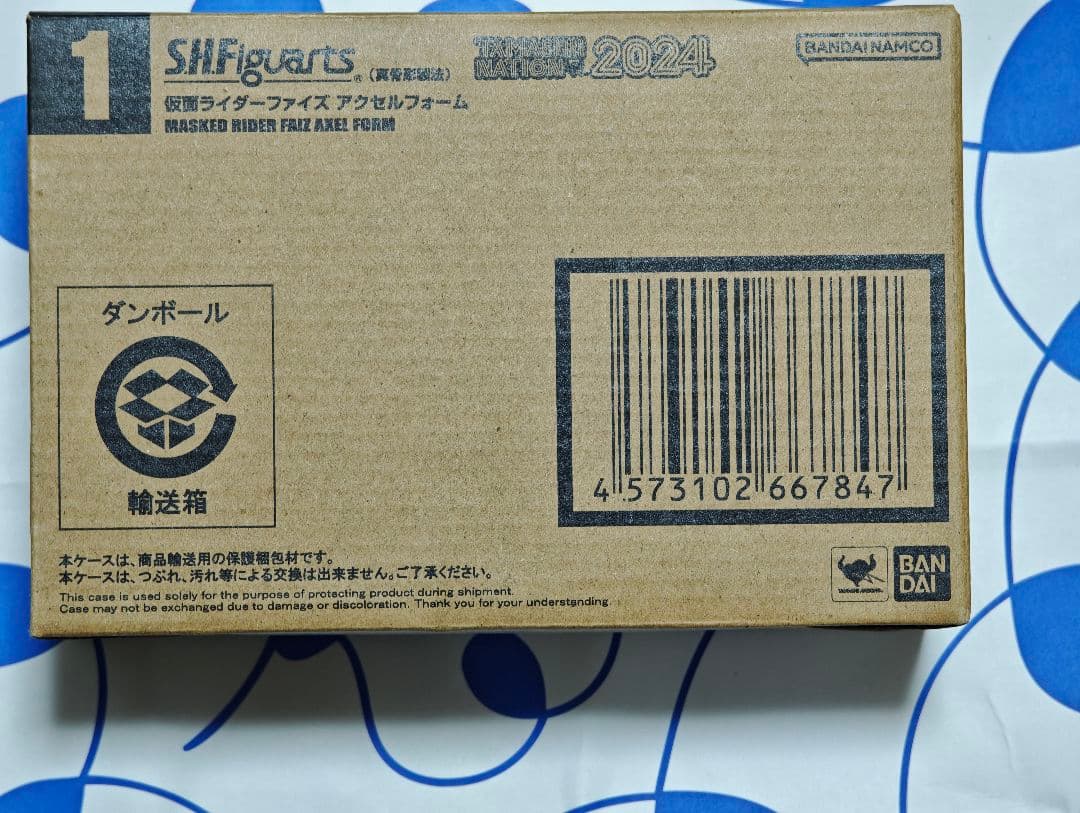 1
S.H.Figuarts® (真骨彫製法)
TAMASHII NATION 2024
BANDAI NAMCO
仮面ライダーファイズ アクセルフォーム
MASKED RIDER FAIZ AXEL FORM
ダンボール
輸送箱
4 573102 667847
本ケースは、商品輸送用の保護梱包材です。
本ケースは、つぶれ、汚れ等による交換は出来ません。ご了承ください。
This case is used solely for the purpose of protecting product during shipment.
Case may not be exchanged due to damage or discoloration. Thank you for your understanding.
BAN
DAI